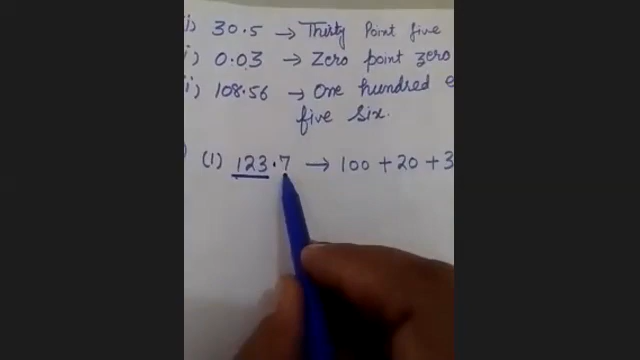 i) 30.5 → Thirty Point five
i) 0.03 → Zero point zero
ii) 108.56 → One hundred e
five six.
) (1) 123.7 → 100 + 20 + 3